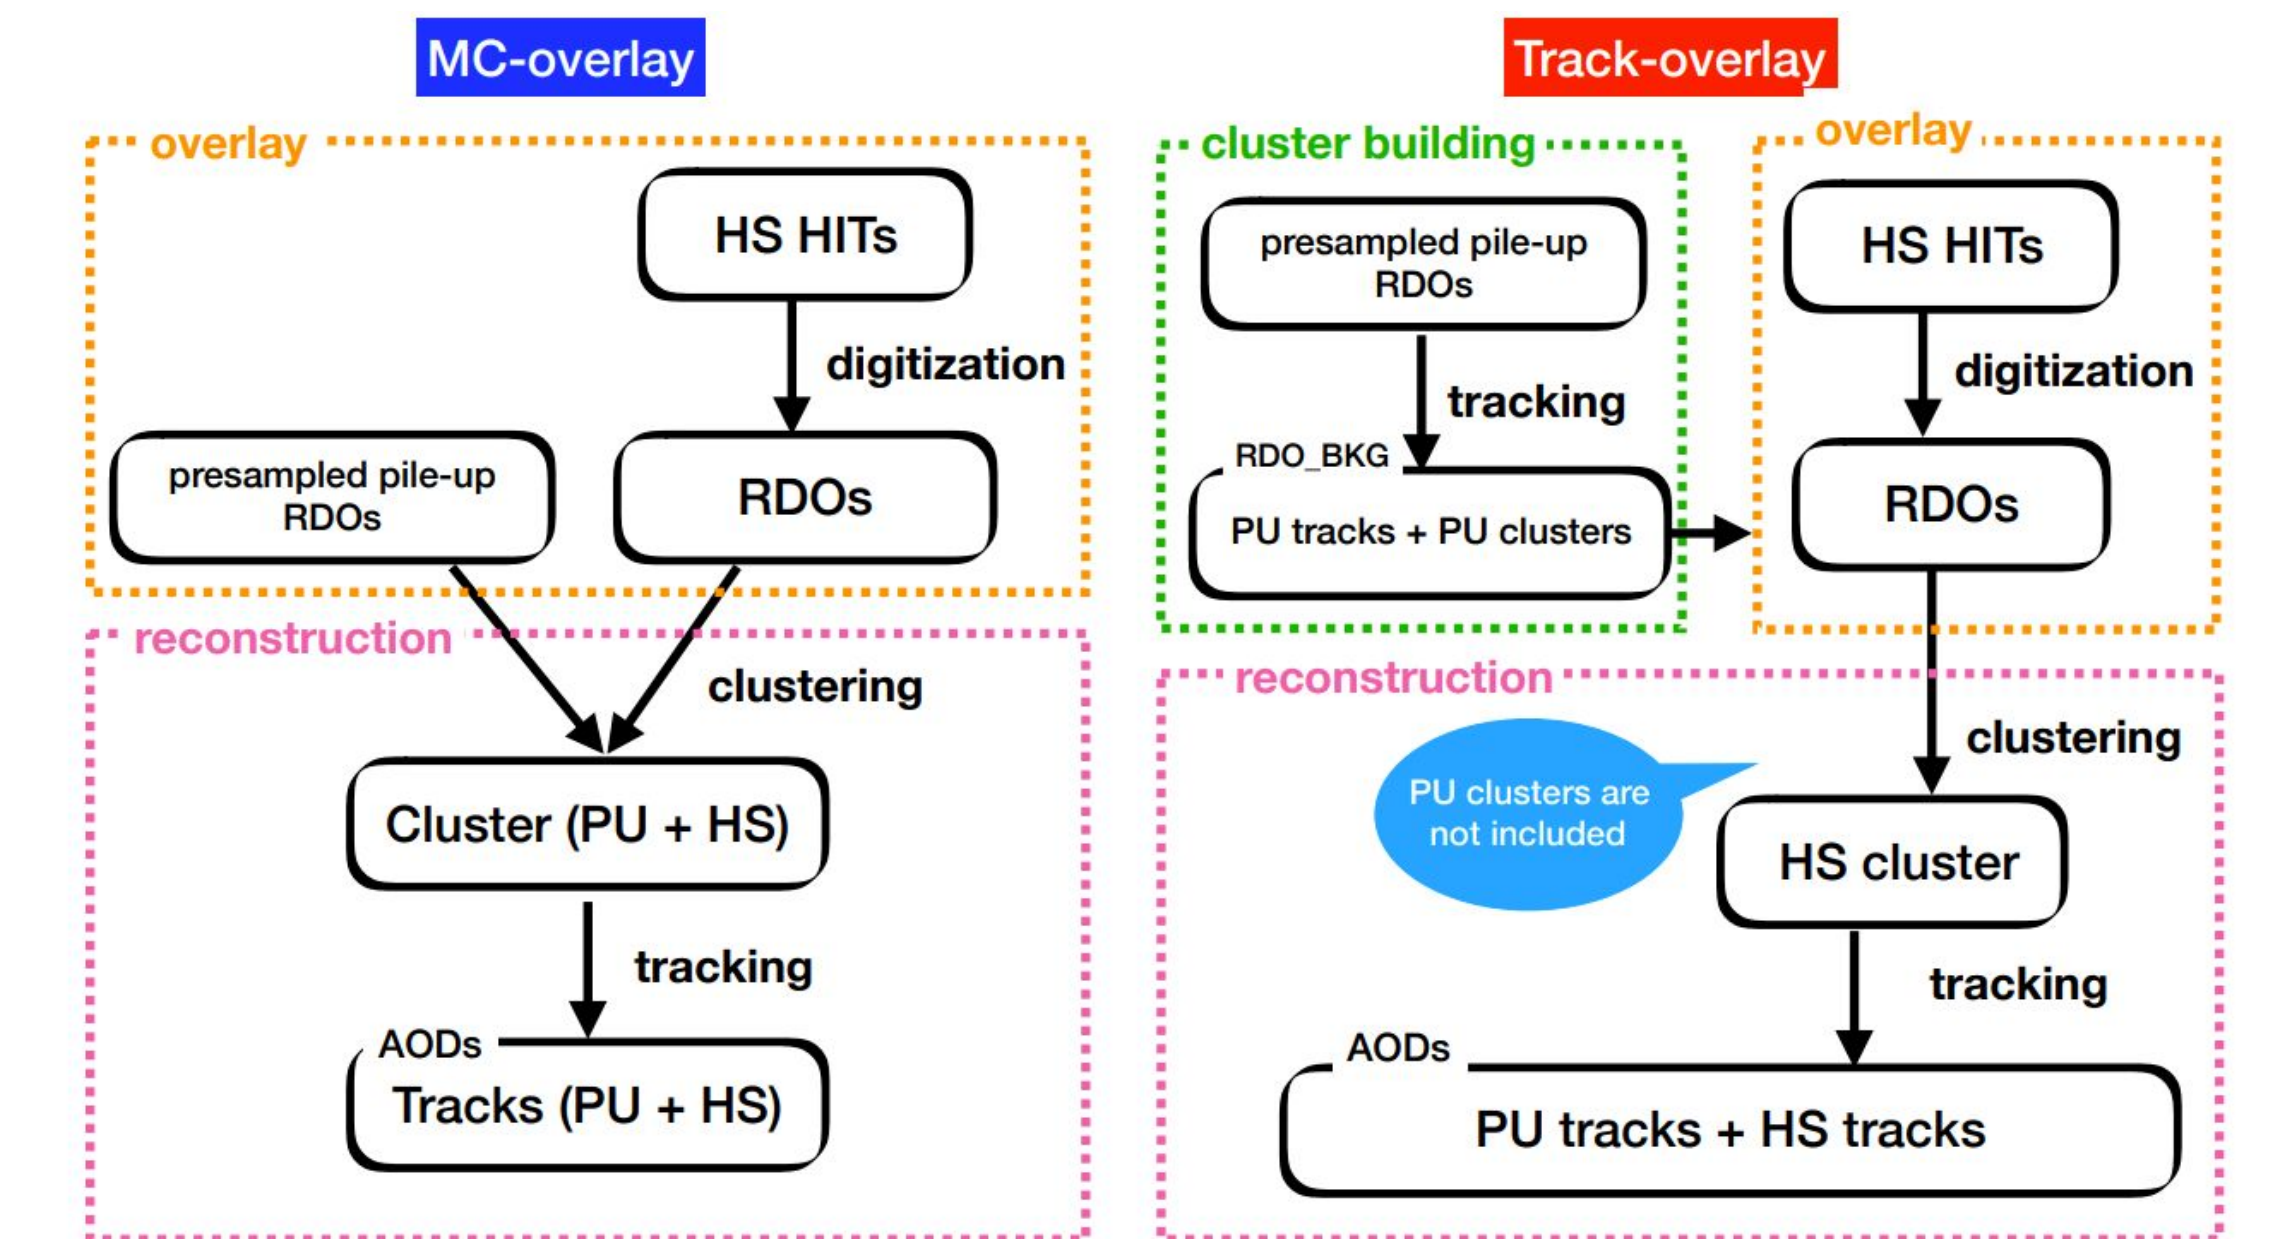 MC-overlay
overlay
HS HITs
digitization
presampled pile-up
RDOs
RDOs
reconstruction
clustering
Cluster (PU + HS)
tracking
AODs
Tracks (PU + HS)
Track-overlay
cluster building
presampled pile-up
RDOs
tracking
RDO_BKG
PU tracks + PU clusters
overlay
HS HITs
digitization
RDOs
reconstruction
clustering
PU clusters are
not included
HS cluster
tracking
AODs
PU tracks + HS tracks